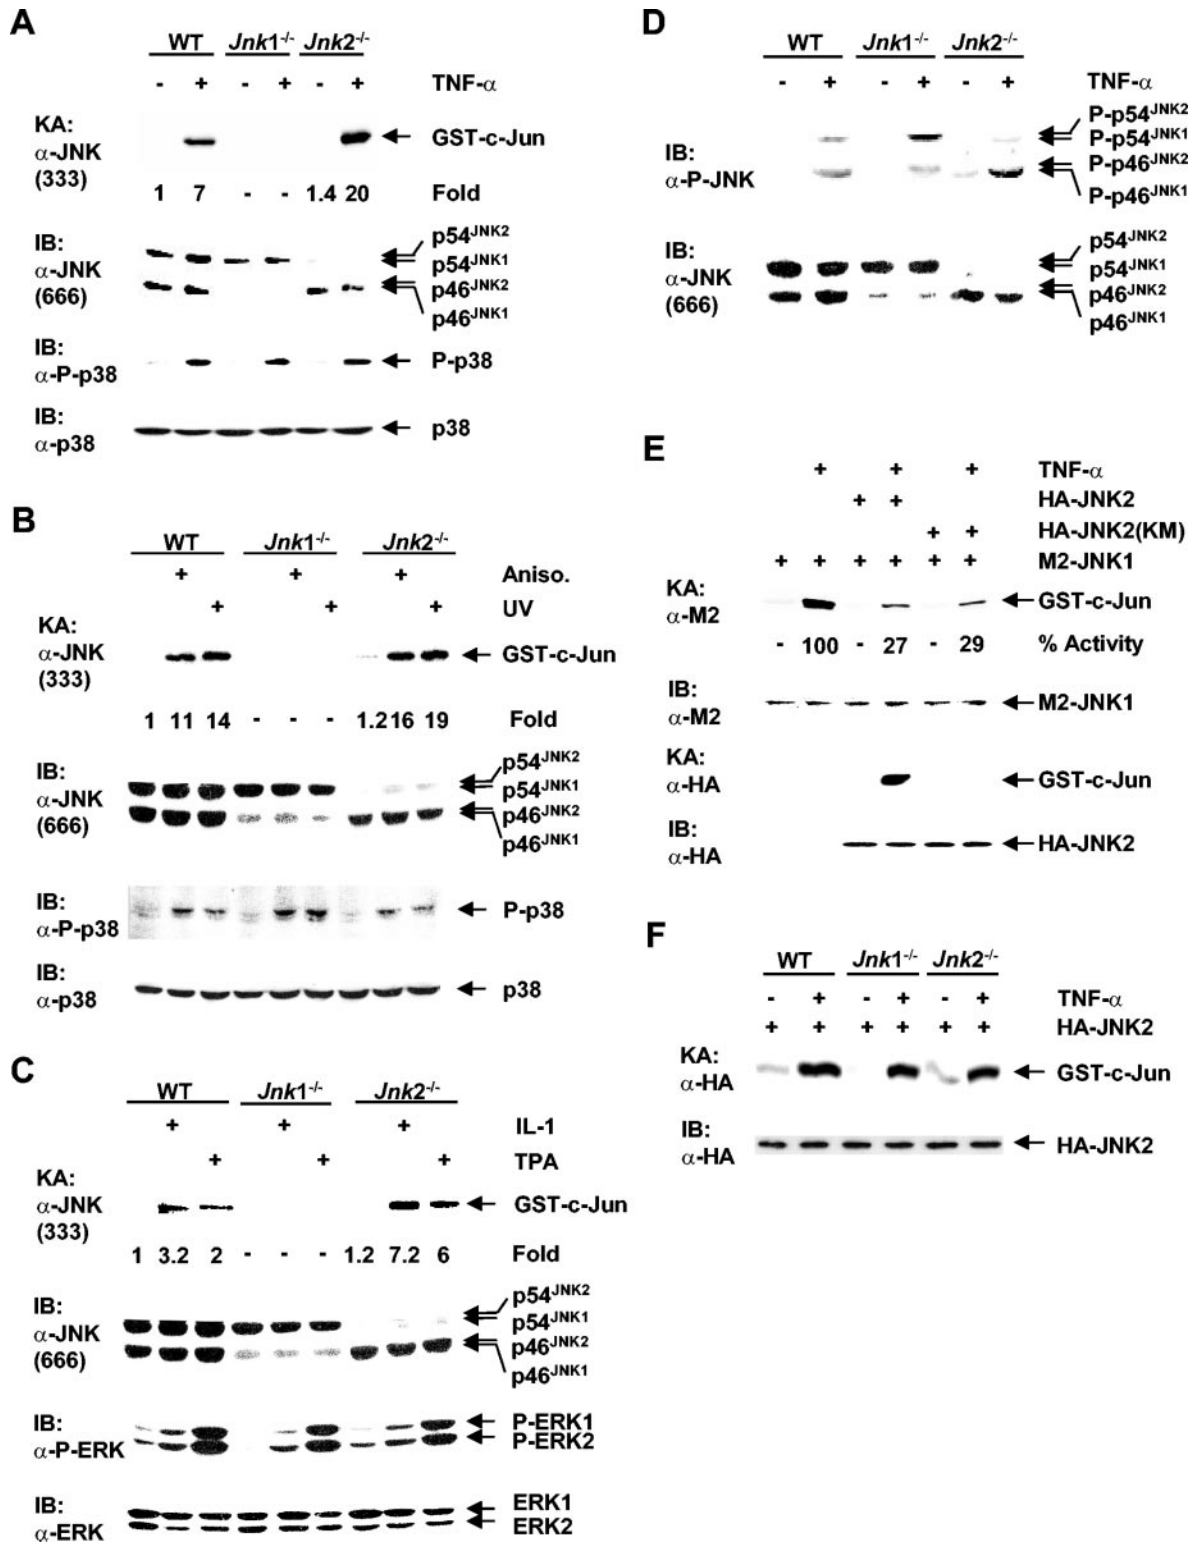 A
WT Jnk1-/- Jnk2-/-
- + - + - + TNF-α
KA:
α-JNK
(333)
GST-c-Jun
1 7 - - 1.4 20 Fold
IB:
α-JNK
(666)
p54JNK2
p54JNK1
p46JNK2
p46JNK1
IB:
α-P-p38
P-p38
IB:
α-p38
p38
B
WT Jnk1-/- Jnk2-/-
+ + + Aniso.
+ + + UV
KA:
α-JNK
(333)
GST-c-Jun
1 11 14 - - - 1.2 16 19 Fold
IB:
α-JNK
(666)
p54JNK2
p54JNK1
p46JNK2
p46JNK1
IB:
α-P-p38
P-p38
IB:
α-p38
p38
C
WT Jnk1-/- Jnk2-/-
+ + + IL-1
+ + + TPA
KA:
α-JNK
(333)
GST-c-Jun
1 3.2 2 - - - 1.2 7.2 6 Fold
IB:
α-JNK
(666)
p54JNK2
p54JNK1
p46JNK2
p46JNK1
IB:
α-P-ERK
P-ERK1
P-ERK2
IB:
α-ERK
ERK1
ERK2
D
WT Jnk1-/- Jnk2-/-
- + - + - + TNF-α
IB:
α-P-JNK
P-p54JNK2
P-p54JNK1
P-p46JNK2
P-p46JNK1
IB:
α-JNK
(666)
p54JNK2
p54JNK1
p46JNK2
p46JNK1
E
+ + + TNF-α
+ + HA-JNK2
+ + HA-JNK2(KM)
+ + + + + + M2-JNK1
KA:
α-M2
GST-c-Jun
- 100 - 27 - 29 % Activity
IB:
α-M2
M2-JNK1
KA:
α-HA
GST-c-Jun
IB:
α-HA
HA-JNK2
F
WT Jnk1-/- Jnk2-/-
- + - + - + TNF-α
+ + + + + + HA-JNK2
KA:
α-HA
GST-c-Jun
IB:
α-HA
HA-JNK2